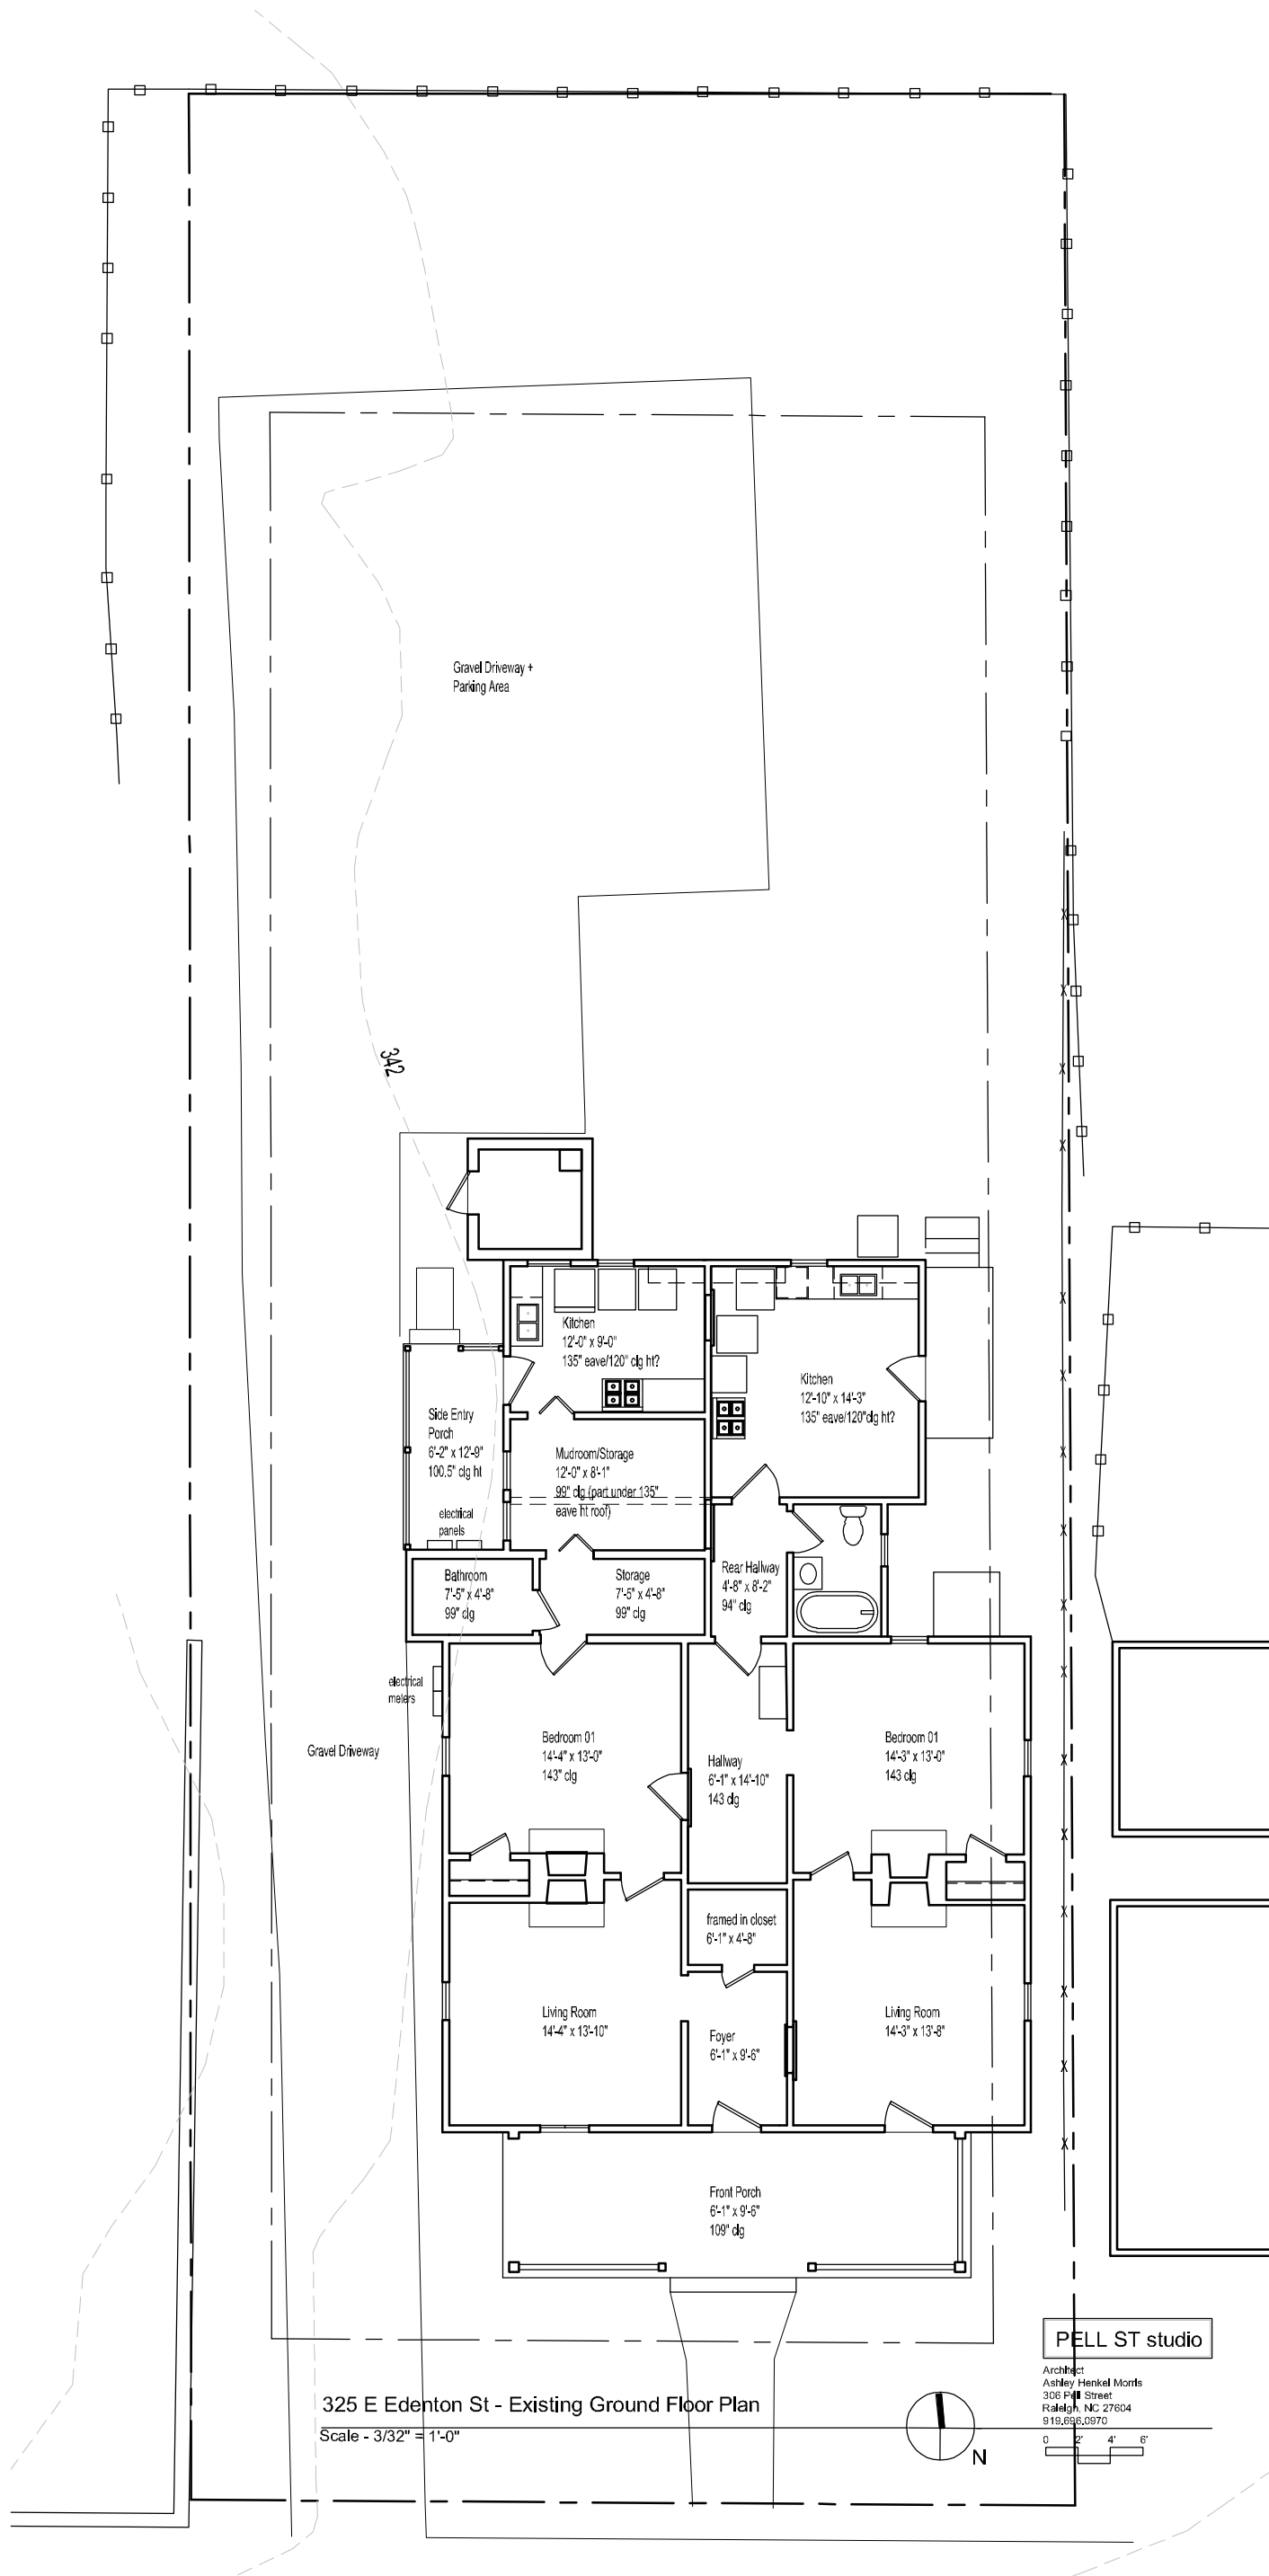 Gravel Driveway +
Parking Area
342
Kitchen
12'-0" x 9'-0"
135" eave/120" clg ht?
Kitchen
12'-10" x 14'-3"
135" eave/120"clg ht?
Side Entry
Porch
6'-2" x 12'-9"
100.5" clg ht
electrical
panels
Mudroom/Storage
12'-0" x 8'-1"
99" clg (part under 135"
eave ht roof)
Bathroom
7'-5" x 4'-8"
99" clg
Storage
7'-5" x 4'-8"
99" clg
Rear Hallway
4'-8" x 8'-2"
94" clg
electrical
meters
Gravel Driveway
Bedroom 01
14'-4" x 13'-0"
143" clg
Hallway
6'-1" x 14'-10"
143 clg
Bedroom 01
14'-3" x 13'-0"
143 clg
framed in closet
6'-1" x 4'-8"
Living Room
14'-4" x 13'-10"
Foyer
6'-1" x 9'-6"
Living Room
14'-3" x 13'-8"
Front Porch
6'-1" x 9'-6"
109" clg
PELL ST studio
Architect
Ashley Henkel Morris
306 Pell Street
Raleigh, NC 27604
919.696.0970
0 2' 4' 6'
325 E Edenton St - Existing Ground Floor Plan
Scale - 3/32" = 1'-0"
N